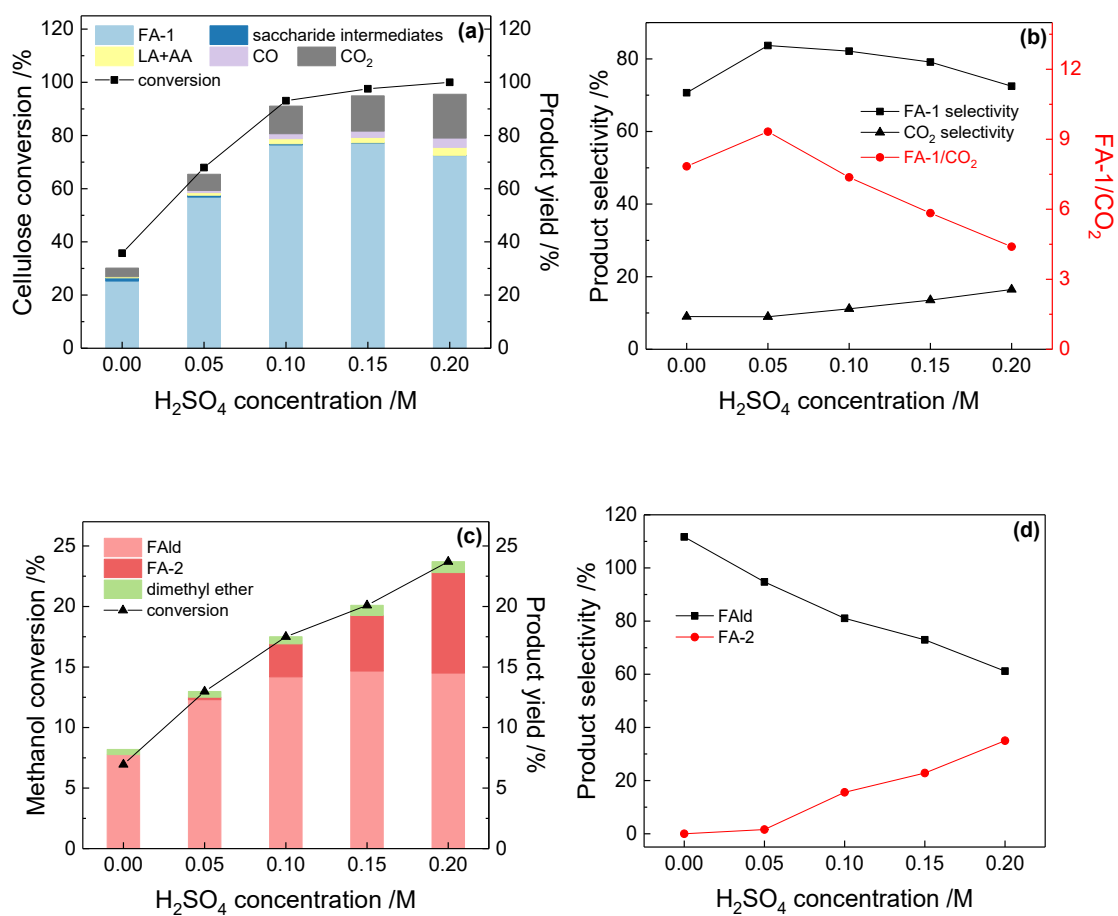 (a)
FA-1
saccharide intermediates
LA+AA
CO
CO₂
conversion
Cellulose conversion /%
0
20
40
60
80
100
120
0.00 0.05 0.10 0.15 0.20
H₂SO₄ concentration /M
0
20
40
60
80
100
120
Product yield /%
(b)
FA-1 selectivity
CO₂ selectivity
FA-1/CO₂
Product selectivity/%
0
20
40
60
80
0.00 0.05 0.10 0.15 0.20
H₂SO₄ concentration /M
0
3
6
9
12
FA-1/CO₂
(c)
FAld
FA-2
dimethyl ether
conversion
Methanol conversion /%
0
5
10
15
20
25
0.00 0.05 0.10 0.15 0.20
H₂SO₄ concentration /M
0
5
10
15
20
25
Product yield /%
(d)
FAld
FA-2
Product selectivity /%
0
20
40
60
80
100
120
0.00 0.05 0.10 0.15 0.20
H₂SO₄ concentration /M